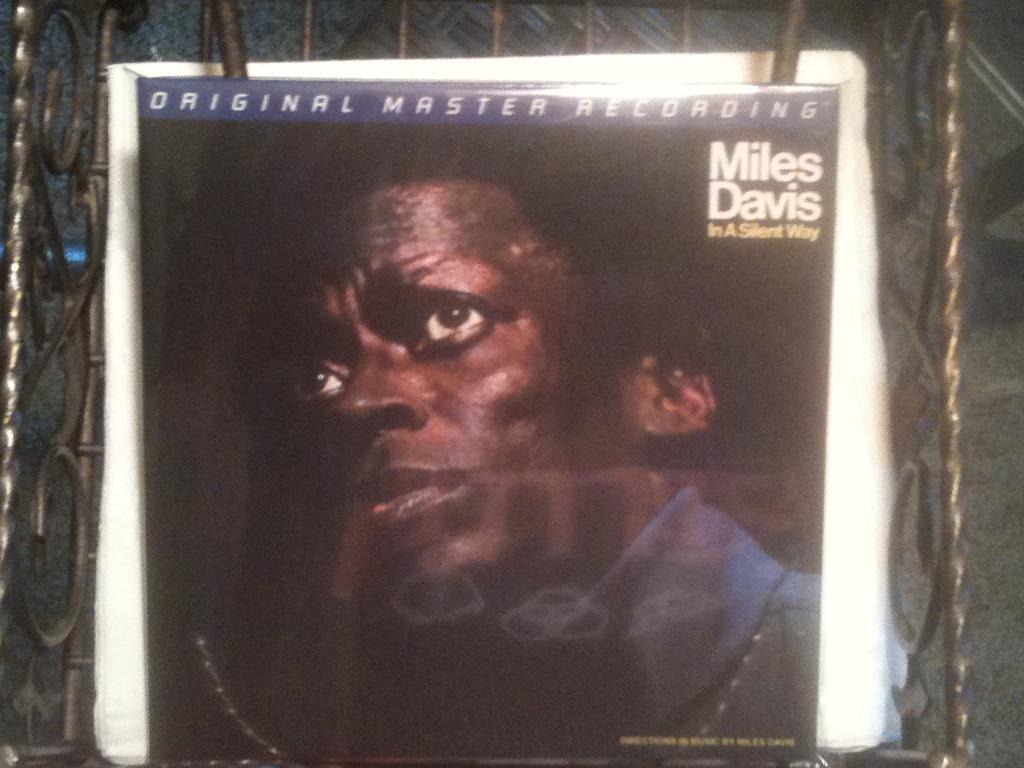 ORIGINAL MASTER RECORDING
Miles
Davis
In A Silent Way
DIRECTIONS IN MUSIC BY MILES DAVIS